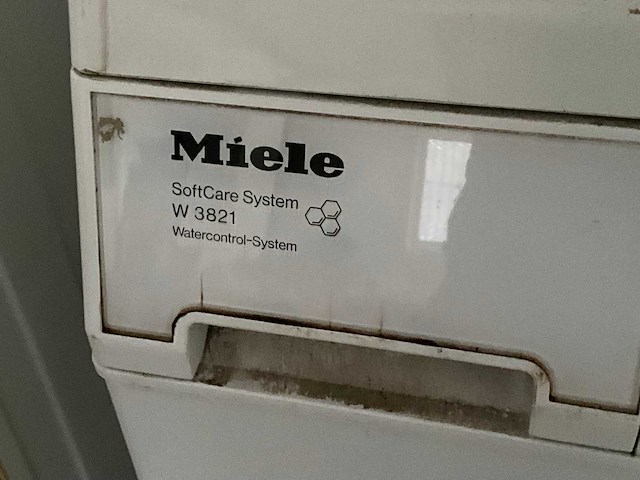 Miele
SoftCare System
W 3821
Watercontrol-System